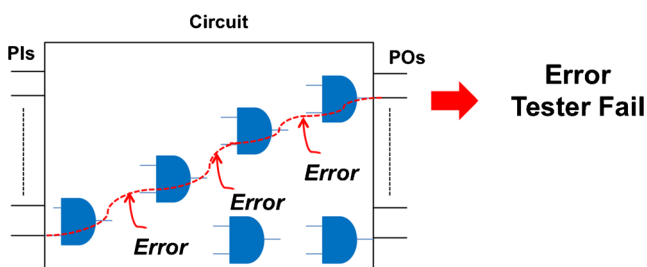 Circuit
PIs
POs
Error
Tester Fail
Error
Error
Error